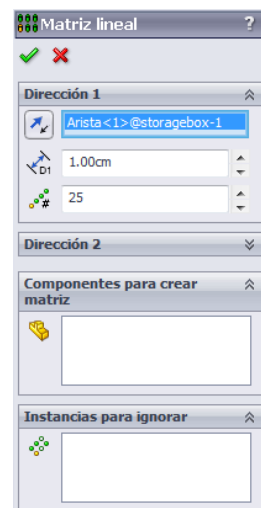 Matriz lineal ?
Dirección 1
Arista<1>@storagebox-1
D1 1.00cm
# 25
Dirección 2
Componentes para crear
matriz
Instancias para ignorar